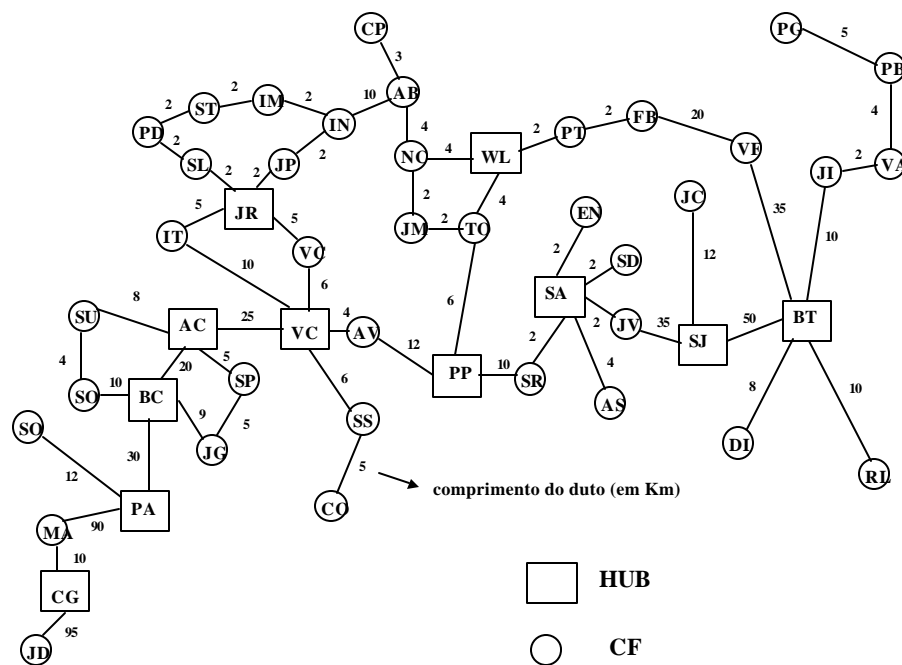 CP
PG
5
PB
3
2
ST
2
IM
2
10
AB
2
PD
2
IN
4
2
FB
20
4
2
PT
SL
JP
2
NO
4
WL
VF
JI
2
VA
2
2
JR
2
4
JC
35
5
5
JM
2
TO
EN
10
IT
VC
2
SD
12
10
6
6
2
SA
2
JV
35
SJ
50
BT
8
SU
AC
25
VC
4
AV
12
2
4
20
5
SP
PP
10
SR
4
8
10
SO
10
BC
6
AS
9
5
SS
DI
SO
JG
30
5
RL
12
comprimento do duto (em Km)
CO
PA
MA
90
10
HUB
CG
95
CF
JD